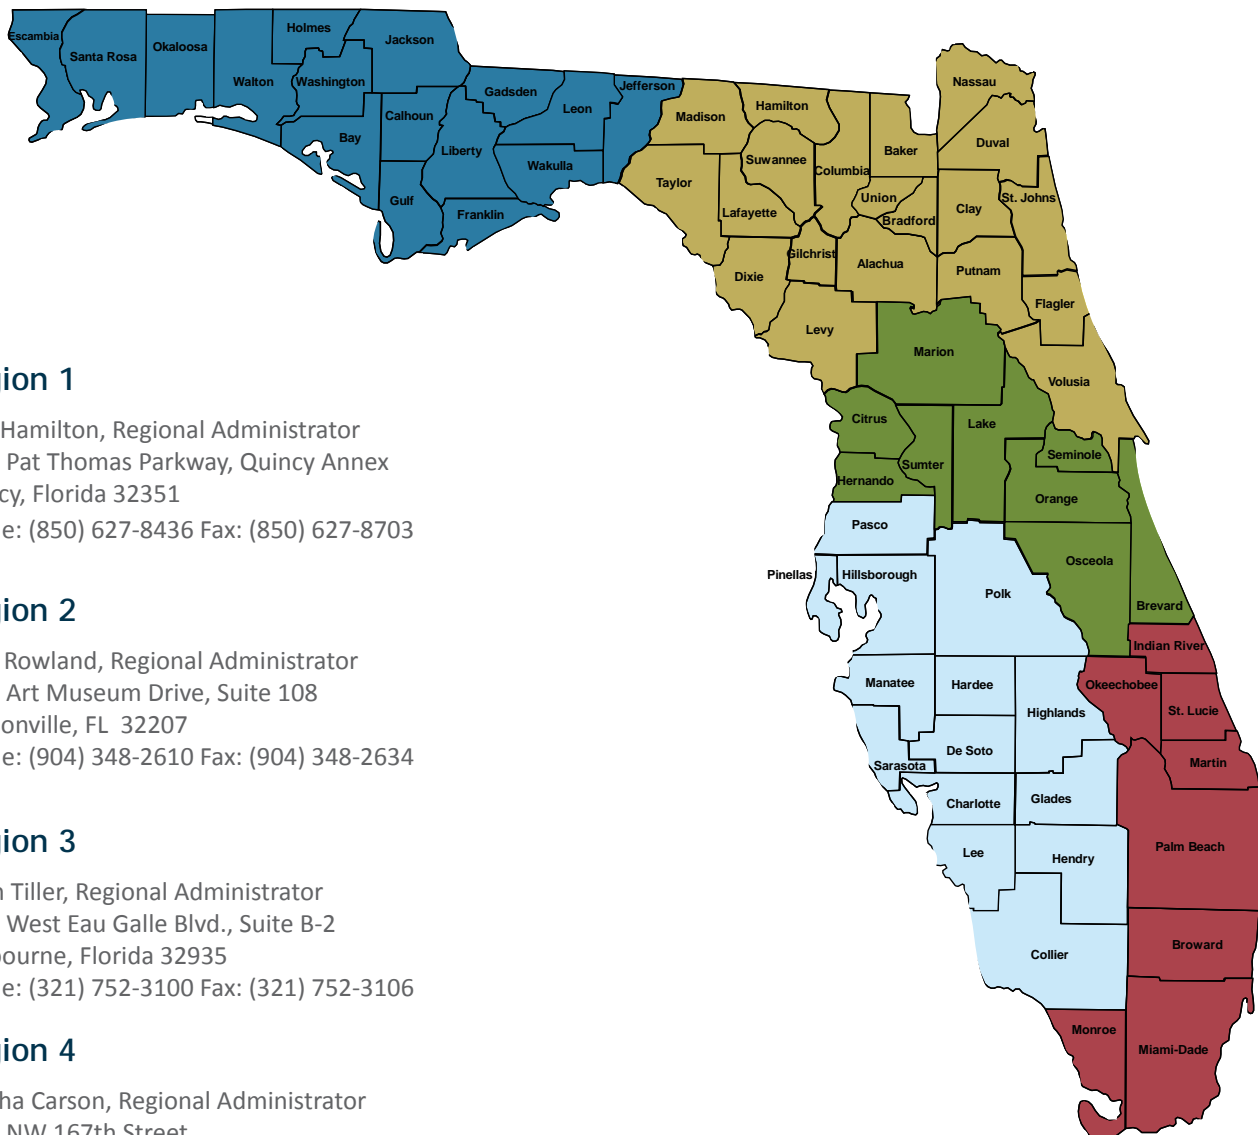 Escambia
Santa Rosa
Okaloosa
Walton
Holmes
Washington
Jackson
Bay
Calhoun
Gulf
Liberty
Gadsden
Franklin
Leon
Wakulla
Jefferson
Madison
Taylor
Hamilton
Suwannee
Lafayette
Dixie
Columbia
Gilchrist
Levy
Baker
Union
Bradford
Alachua
Nassau
Duval
Clay
St. Johns
Putnam
Flagler
Volusia
Marion
Citrus
Sumter
Lake
Hernando
Seminole
Orange
Osceola
Brevard
Pasco
Pinellas
Hillsborough
Polk
Manatee
Hardee
Highlands
Sarasota
De Soto
Charlotte
Glades
Lee
Hendry
Collier
Indian River
Okeechobee
St. Lucie
Martin
Palm Beach
Broward
Monroe
Miami-Dade
gion 1
Hamilton, Regional Administrator
Pat Thomas Parkway, Quincy Annex
cy, Florida 32351
e: (850) 627-8436 Fax: (850) 627-8703
gion 2
Rowland, Regional Administrator
Art Museum Drive, Suite 108
onville, FL 32207
e: (904) 348-2610 Fax: (904) 348-2634
gion 3
n Tiller, Regional Administrator
West Eau Galle Blvd., Suite B-2
ourne, Florida 32935
e: (321) 752-3100 Fax: (321) 752-3106
gion 4
ha Carson, Regional Administrator
NW 167th Street